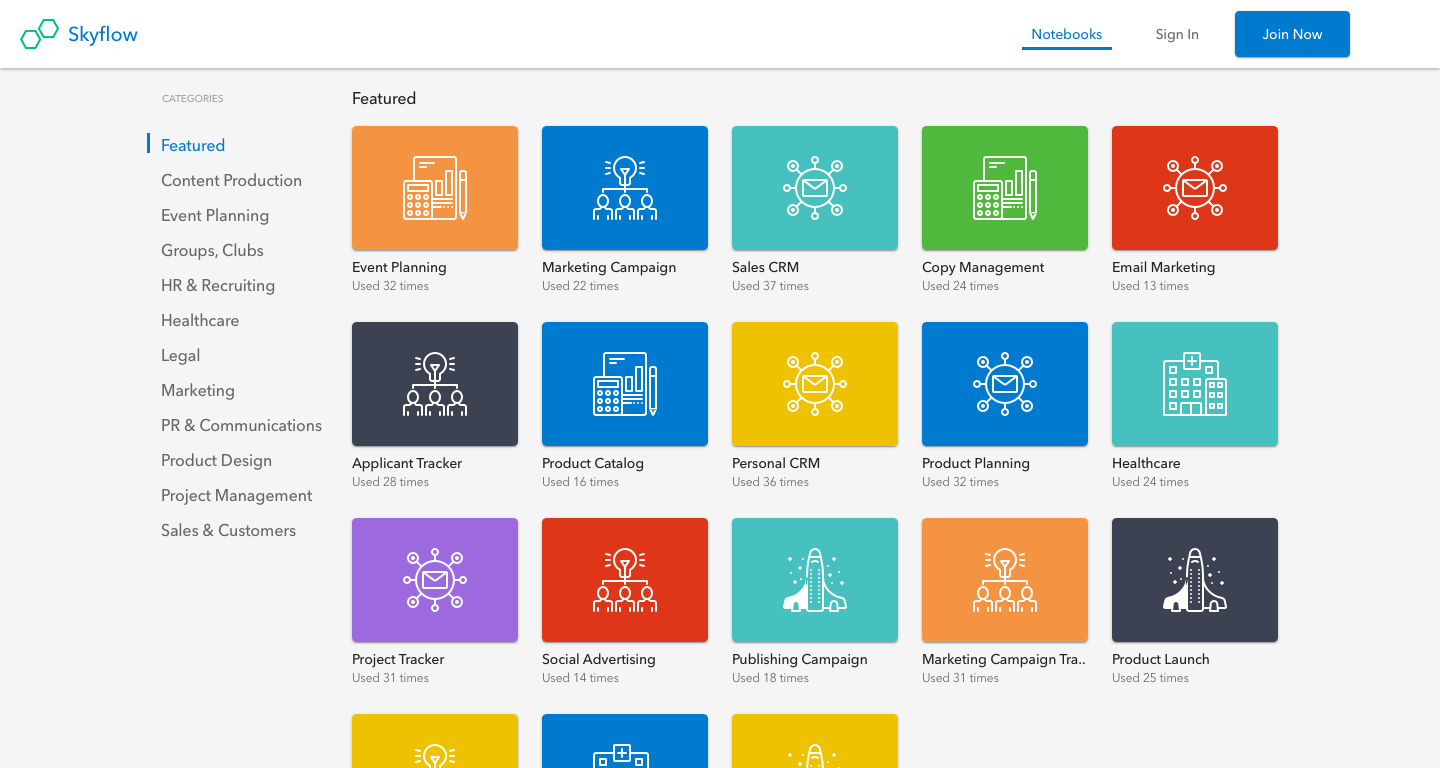 Skyflow
Notebooks
Sign In
Join Now
CATEGORIES
Featured
Content Production
Event Planning
Groups, Clubs
HR & Recruiting
Healthcare
Legal
Marketing
PR & Communications
Product Design
Project Management
Sales & Customers
Featured
Event Planning
Used 32 times
Marketing Campaign
Used 22 times
Sales CRM
Used 37 times
Copy Management
Used 24 times
Email Marketing
Used 13 times
Applicant Tracker
Used 28 times
Product Catalog
Used 16 times
Personal CRM
Used 36 times
Product Planning
Used 32 times
Healthcare
Used 24 times
Project Tracker
Used 31 times
Social Advertising
Used 14 times
Publishing Campaign
Used 18 times
Marketing Campaign Tra..
Used 31 times
Product Launch
Used 25 times